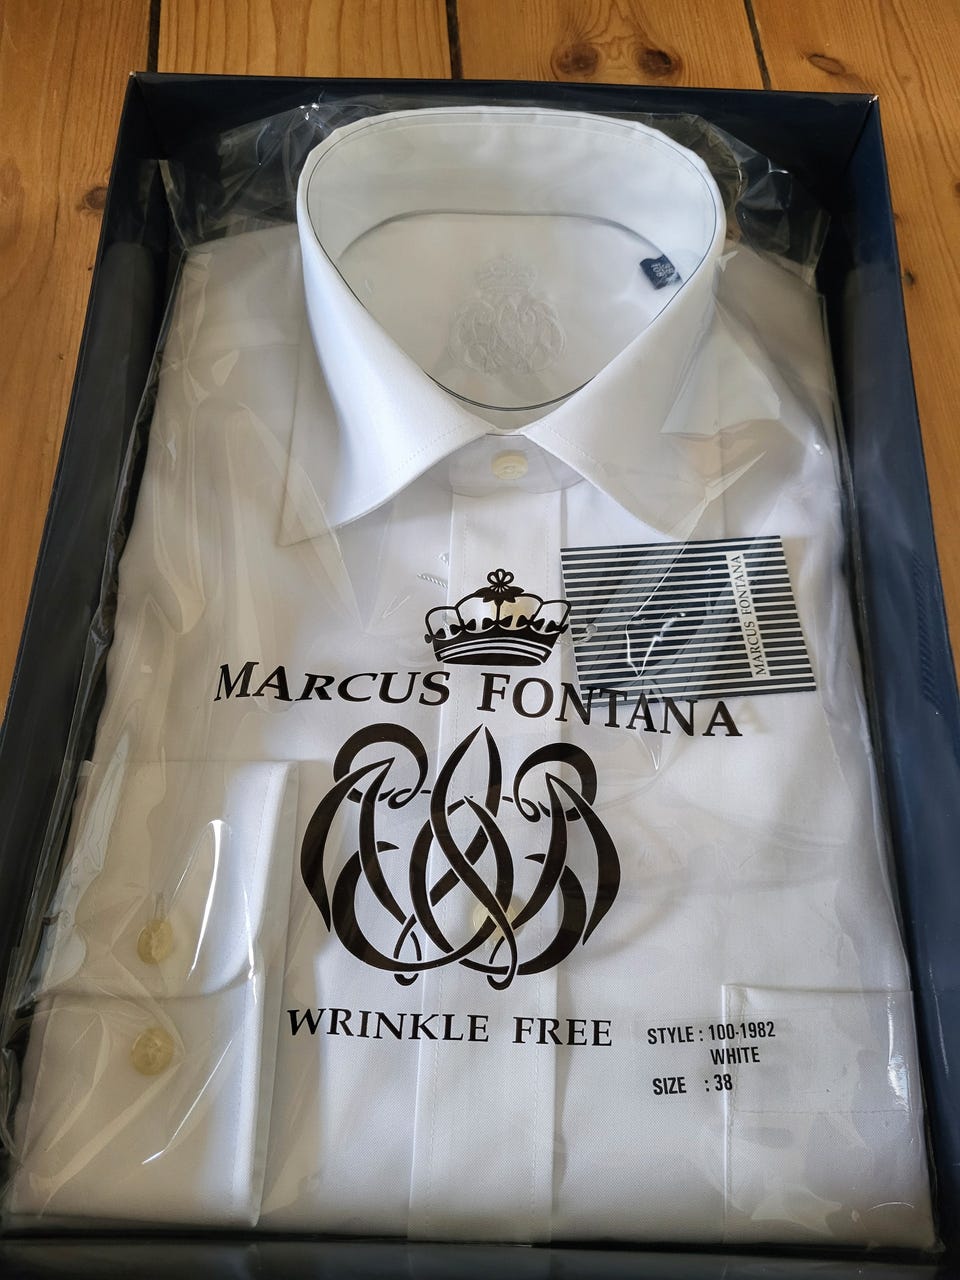 MARCUS FONTANA
MARCUS FONTANA
WRINKLE FREE
STYLE : 100-1982
WHITE
SIZE : 38